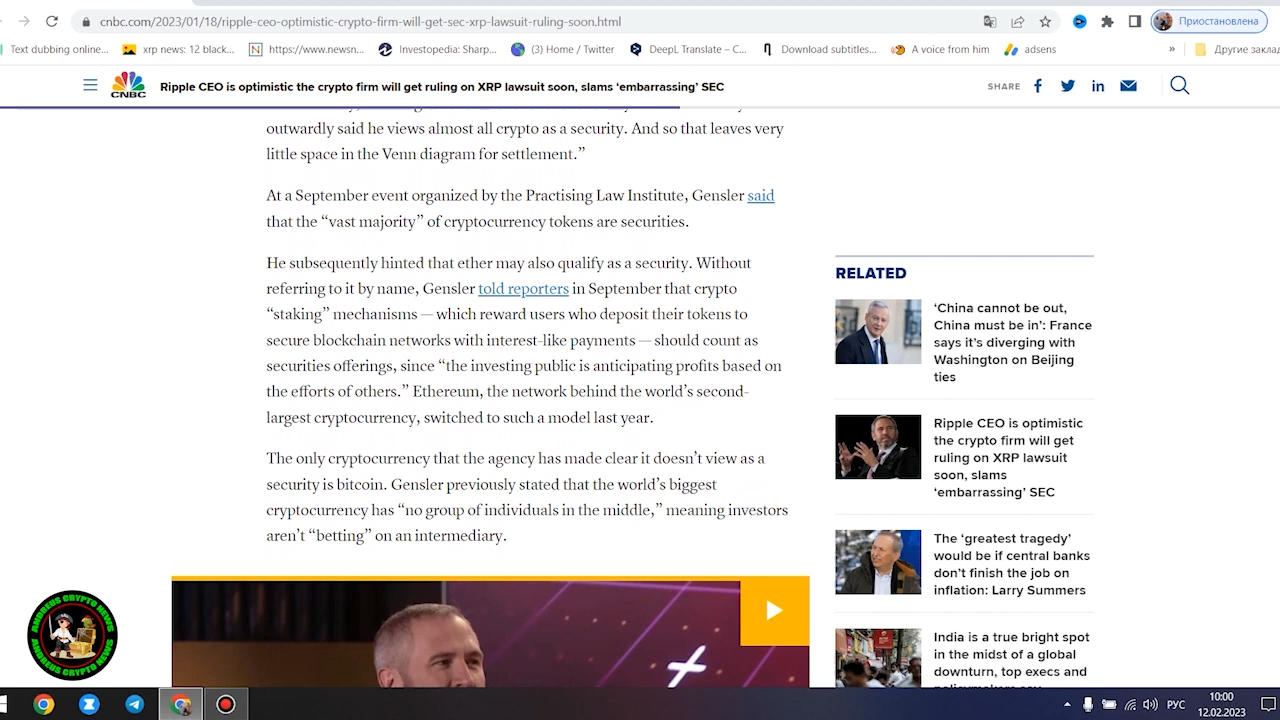 cnbc.com/2023/01/18/ripple-ceo-optimistic-crypto-firm-will-get-sec-xrp-lawsuit-ruling-soon.html
Приостановлена
Text dubbing online...
xrp news: 12 black...
https://www.newsn...
Investopedia: Sharp...
(3) Home / Twitter
DeepL Translate – C...
Download subtitles...
A voice from him
adsens
»
Другие закла
CNBC
Ripple CEO is optimistic the crypto firm will get ruling on XRP lawsuit soon, slams ‘embarrassing’ SEC
SHARE
outwardly said he views almost all crypto as a security. And so that leaves very
little space in the Venn diagram for settlement.”
At a September event organized by the Practising Law Institute, Gensler said
that the “vast majority” of cryptocurrency tokens are securities.
He subsequently hinted that ether may also qualify as a security. Without
referring to it by name, Gensler told reporters in September that crypto
“staking” mechanisms — which reward users who deposit their tokens to
secure blockchain networks with interest-like payments — should count as
securities offerings, since “the investing public is anticipating profits based on
the efforts of others.” Ethereum, the network behind the world’s second-
largest cryptocurrency, switched to such a model last year.
The only cryptocurrency that the agency has made clear it doesn’t view as a
security is bitcoin. Gensler previously stated that the world’s biggest
cryptocurrency has “no group of individuals in the middle,” meaning investors
aren’t “betting” on an intermediary.
RELATED
‘China cannot be out,
China must be in’: France
says it’s diverging with
Washington on Beijing
ties
Ripple CEO is optimistic
the crypto firm will get
ruling on XRP lawsuit
soon, slams
‘embarrassing’ SEC
The ‘greatest tragedy’
would be if central banks
don’t finish the job on
inflation: Larry Summers
India is a true bright spot
in the midst of a global
downturn, top execs and
ANDREUS CRYPTO NEWS
ANDREUS CRYPTO NEWS
РУС
10:00
12.02.2023